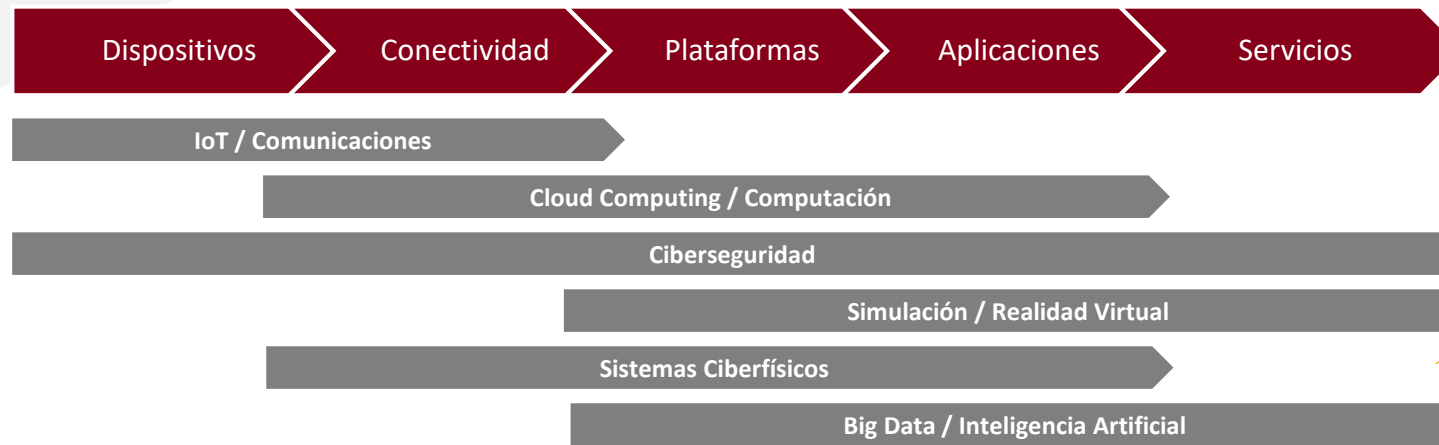 Dispositivos Conectividad Plataformas Aplicaciones Servicios
IoT / Comunicaciones
Cloud Computing / Computación
Ciberseguridad
Simulación / Realidad Virtual
Sistemas Ciberfísicos
Big Data / Inteligencia Artificial